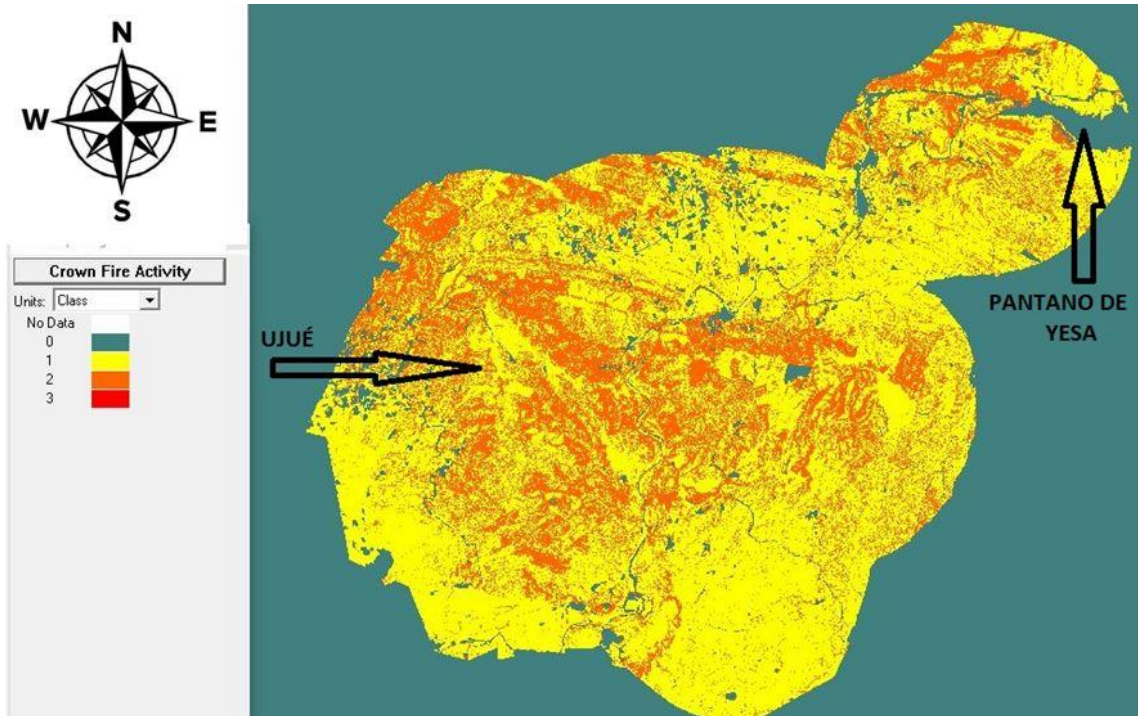 N
W E
S
Crown Fire Activity
Units: Class
No Data
0
1
2
3
UJUÉ
PANTANO DE
YESA